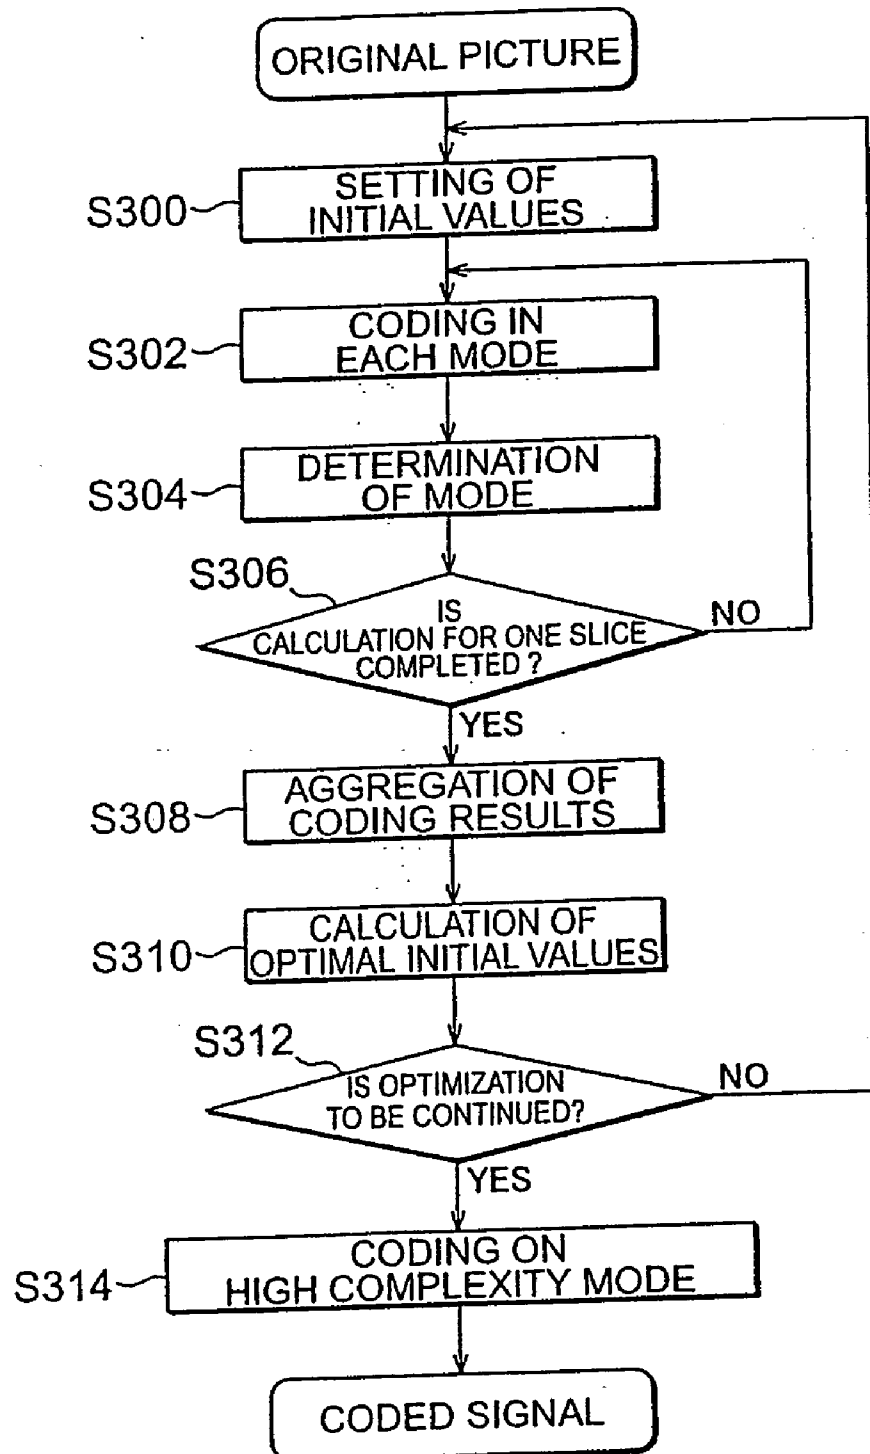 ORIGINAL PICTURE
S300
SETTING OF
INITIAL VALUES
S302
CODING IN
EACH MODE
S304
DETERMINATION
OF MODE
S306
IS
CALCULATION FOR ONE SLICE
COMPLETED ?
NO
YES
S308
AGGREGATION OF
CODING RESULTS
S310
CALCULATION OF
OPTIMAL INITIAL VALUES
S312
IS OPTIMIZATION
TO BE CONTINUED?
NO
YES
S314
CODING ON
HIGH COMPLEXITY MODE
CODED SIGNAL